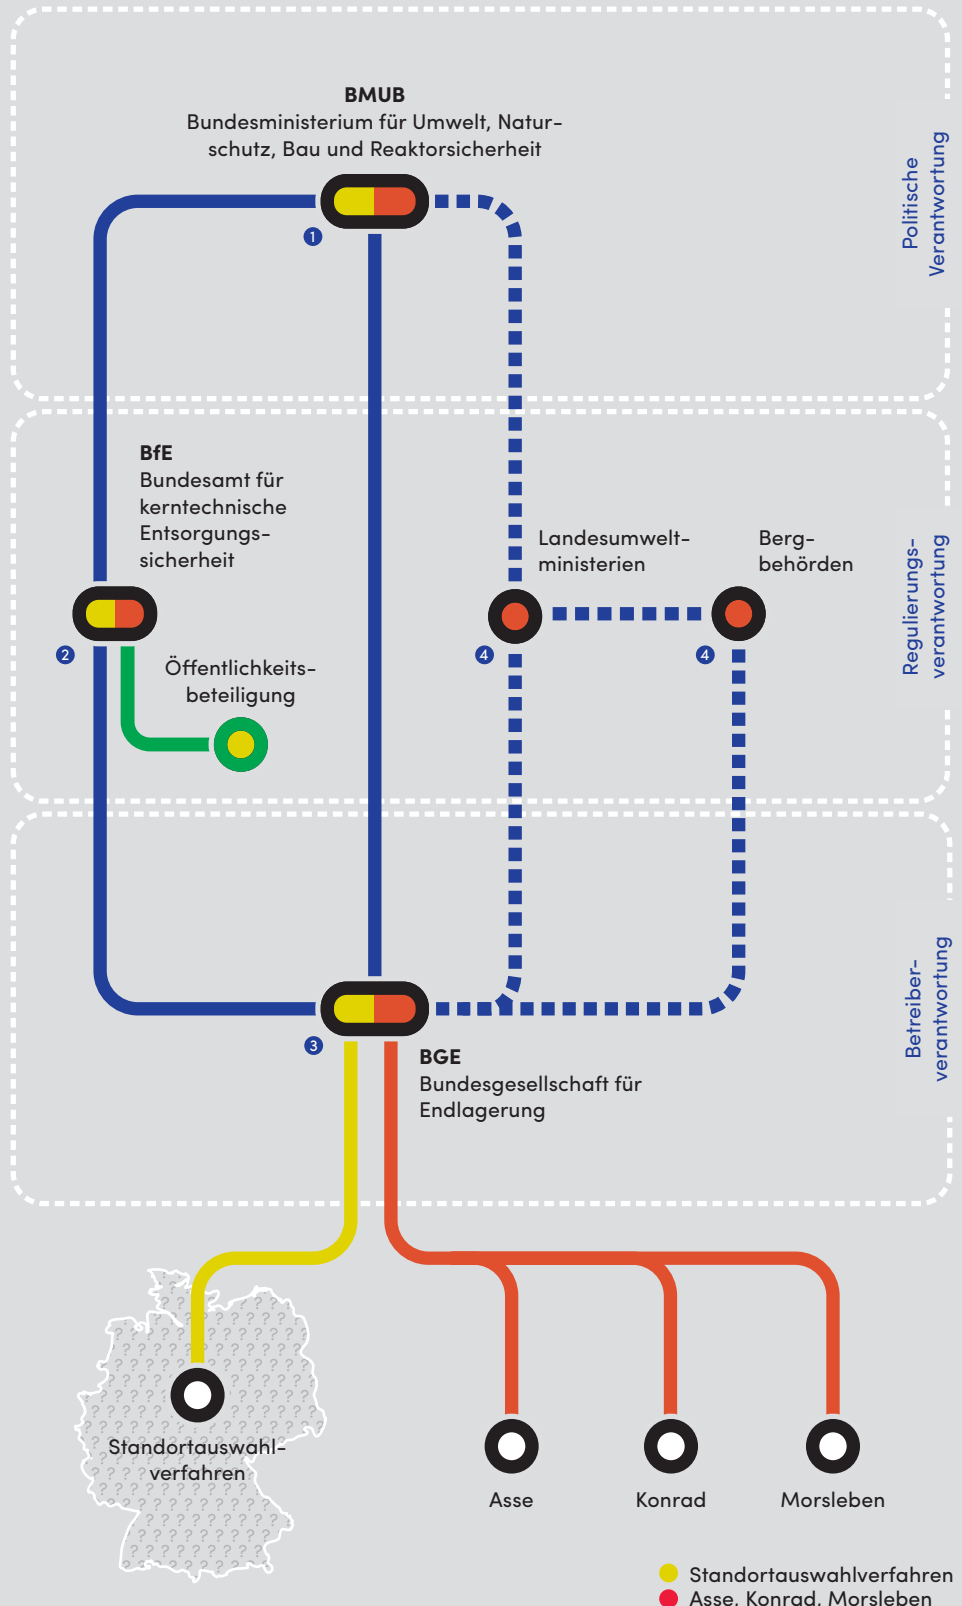 BMUB
Bundesministerium für Umwelt, Natur-
schutz, Bau und Reaktorsicherheit
1
Politische
Verantwortung
BfE
Bundesamt für
kerntechnische
Entsorgungs-
sicherheit
2
Öffentlichkeits-
beteiligung
Landesumwelt-
ministerien
4
Berg-
behörden
4
Regulierungs-
verantwortung
3
BGE
Bundesgesellschaft für
Endlagerung
Betreiber-
verantwortung
Standortauswahl-
verfahren
Asse
Konrad
Morsleben
Standortauswahlverfahren
Asse, Konrad, Morsleben